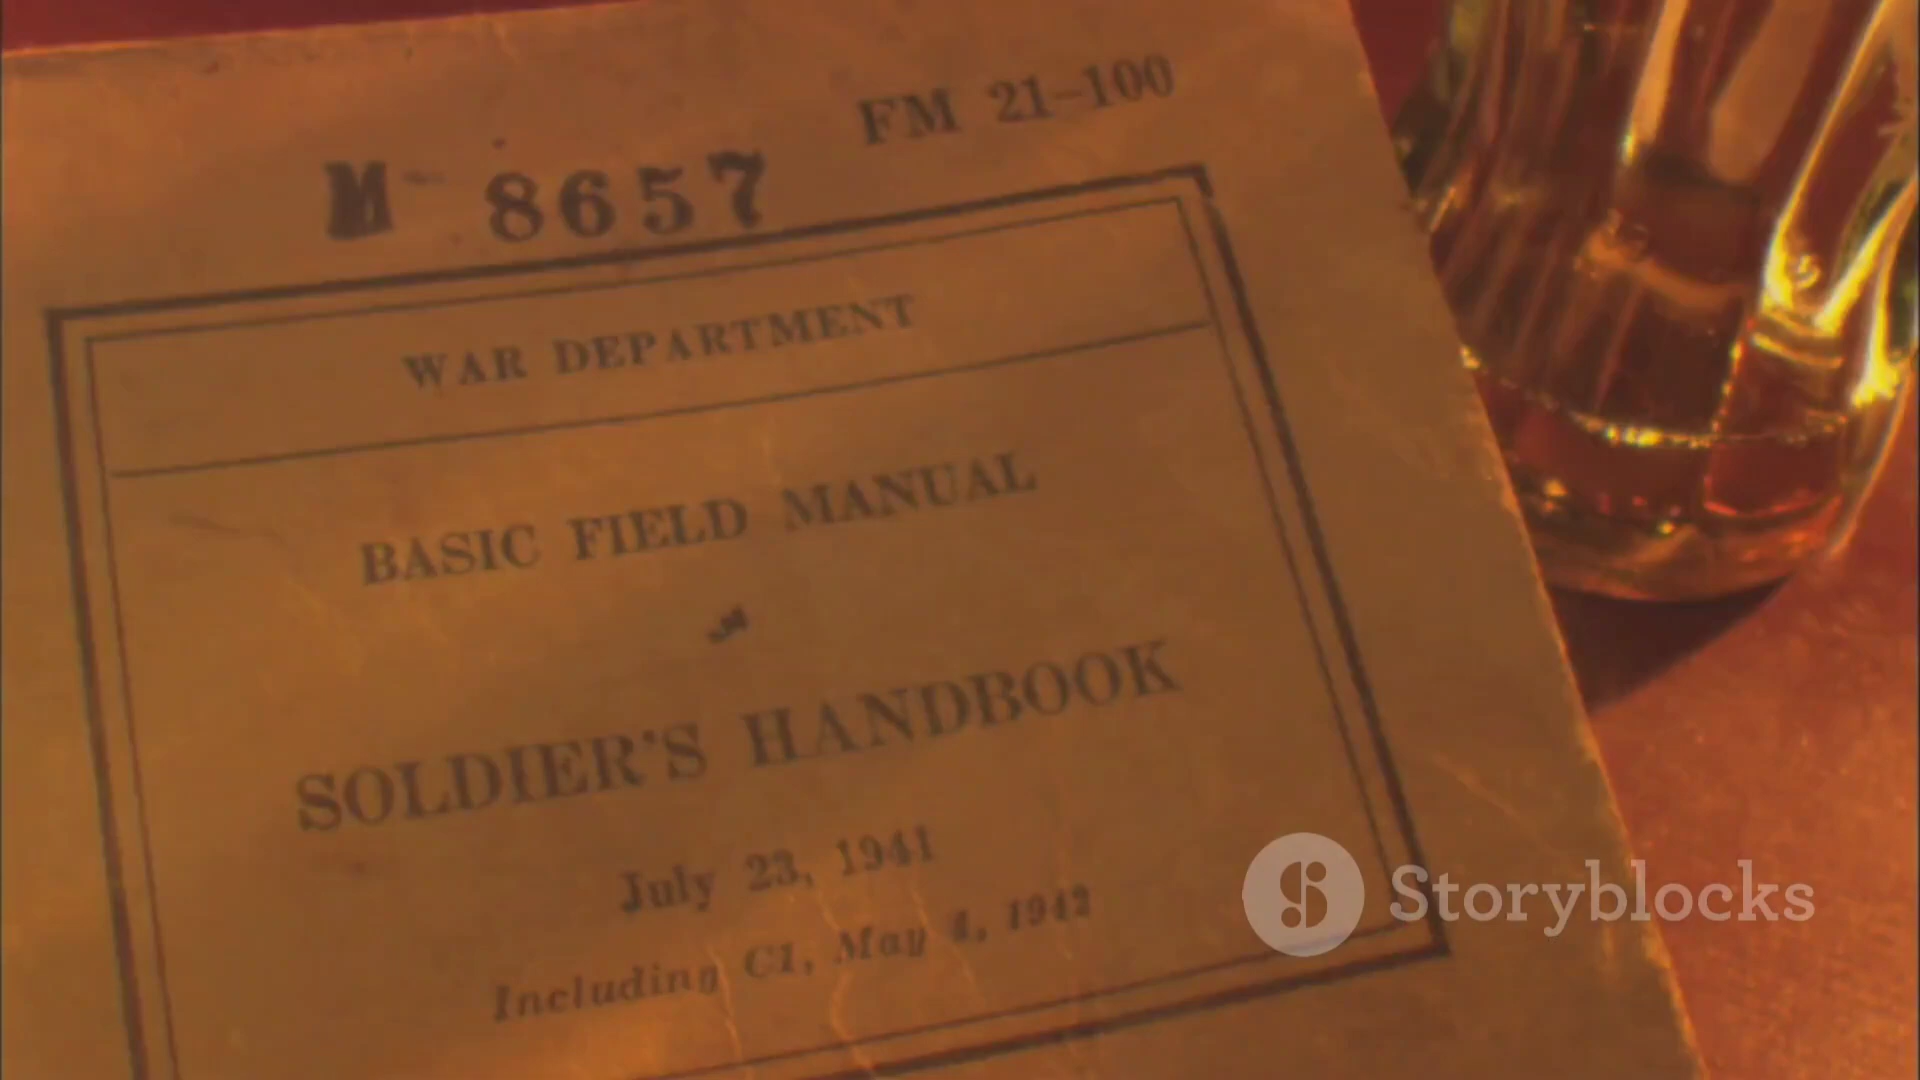 FM 21-100
M 8657
WAR DEPARTMENT
BASIC FIELD MANUAL
SOLDIER'S HANDBOOK
July 23, 1941
Including C1, May 4, 1942
Storyblocks